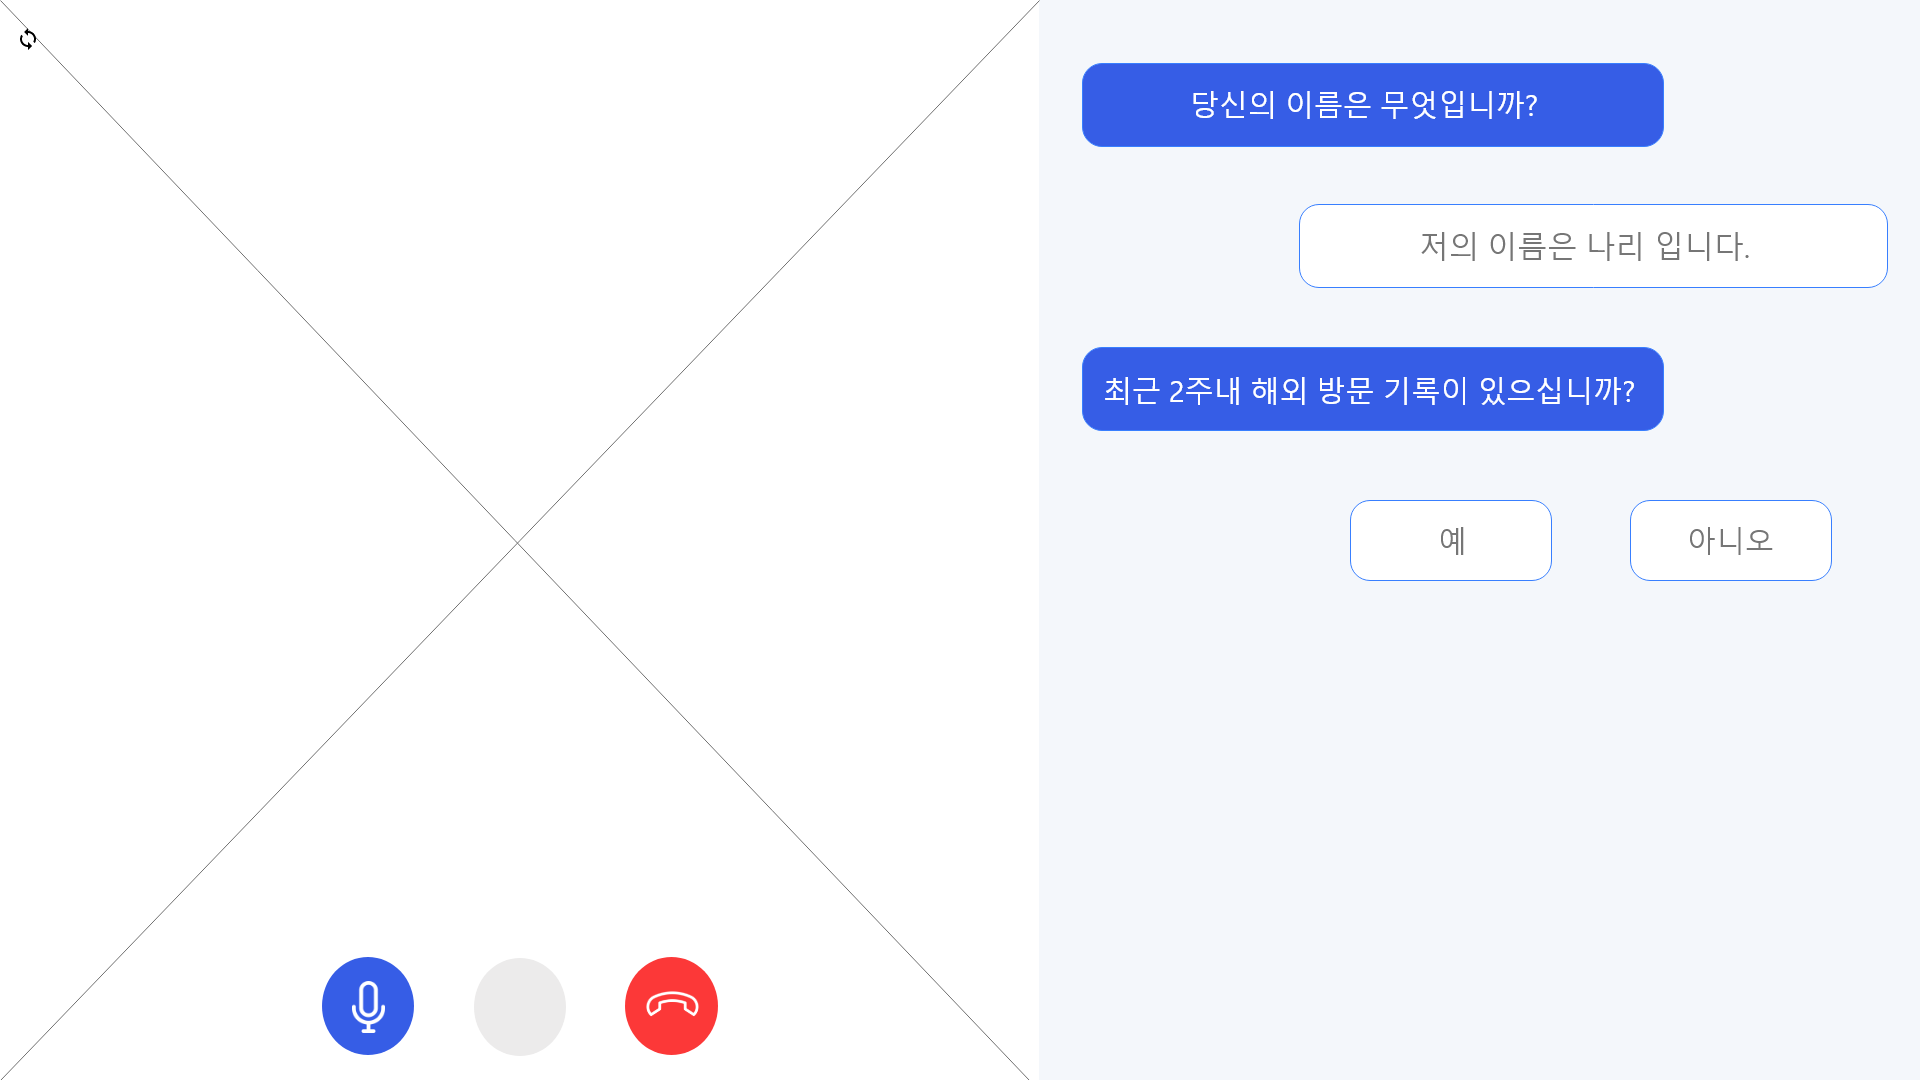 당신의 이름은 무엇입니까?
저의 이름은 나리 입니다.
최근 2주내 해외 방문 기록이 있으십니까?
예
아니오